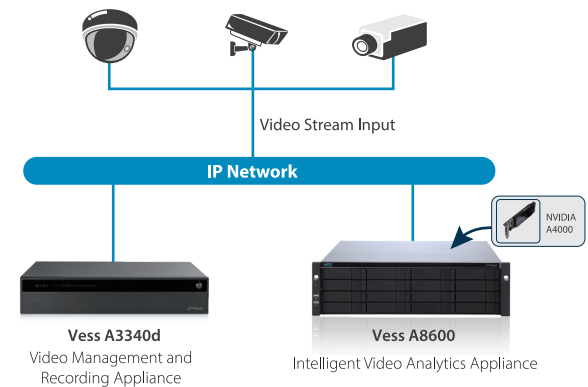 Video Stream Input
IP Network
NVIDIA
A4000
Vess A3340d
Video Management and
Recording Appliance
Vess A8600
Intelligent Video Analytics Appliance